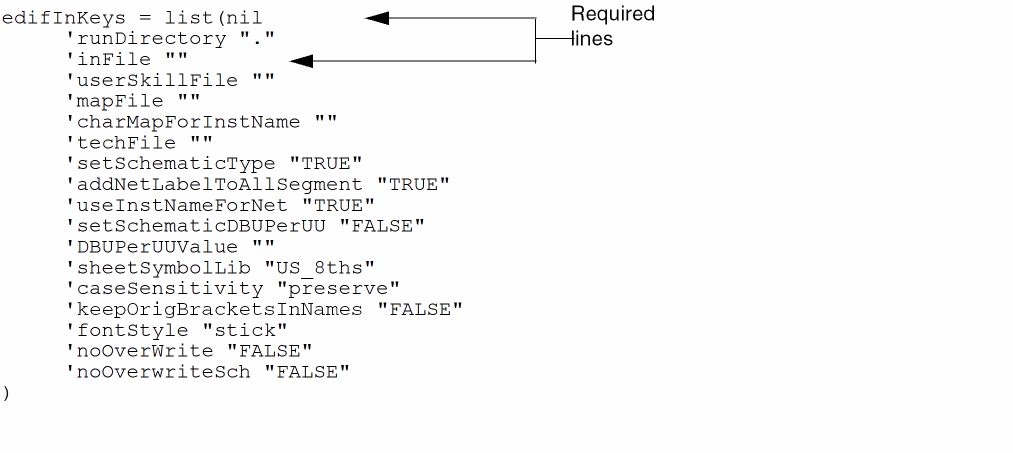 edifInKeys = list(nil
'runDirectory "."
'inFile ""
'userSkillFile ""
'mapFile ""
'charMapForInstName ""
'techFile ""
'setSchematicType "TRUE"
'addNetLabelToAllSegment "TRUE"
'useInstNameForNet "TRUE"
'setSchematicDBUPerUU "FALSE"
'DBUPerUUValue ""
'sheetSymbolLib "US_8ths"
'caseSensitivity "preserve"
'keepOrigBracketsInNames "FALSE"
'fontStyle "stick"
'noOverWrite "FALSE"
'noOverwriteSch "FALSE"
)
Required
lines